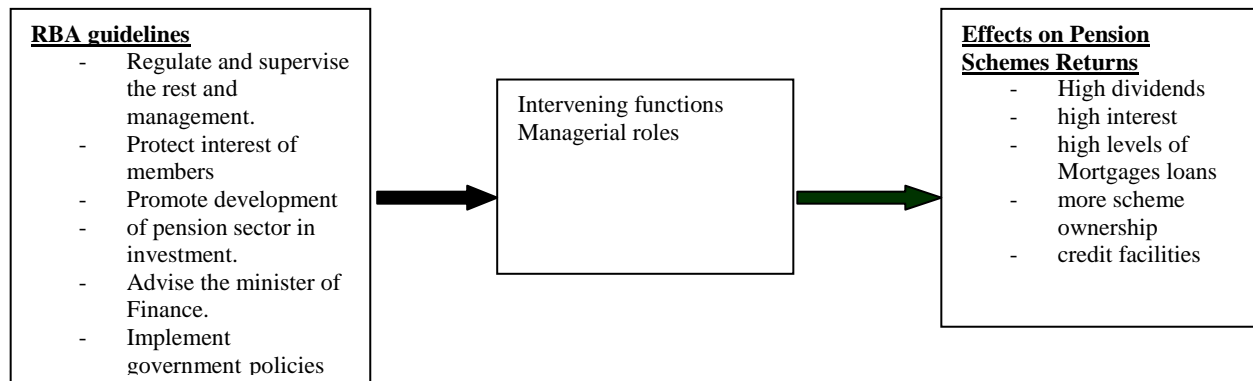 RBA guidelines
- Regulate and supervise
the rest and
management.
- Protect interest of
members
- Promote development
- of pension sector in
investment.
- Advise the minister of
Finance.
- Implement
government policies
Intervening functions
Managerial roles
Effects on Pension
Schemes Returns
- High dividends
- high interest
- high levels of
Mortgages loans
- more scheme
ownership
- credit facilities